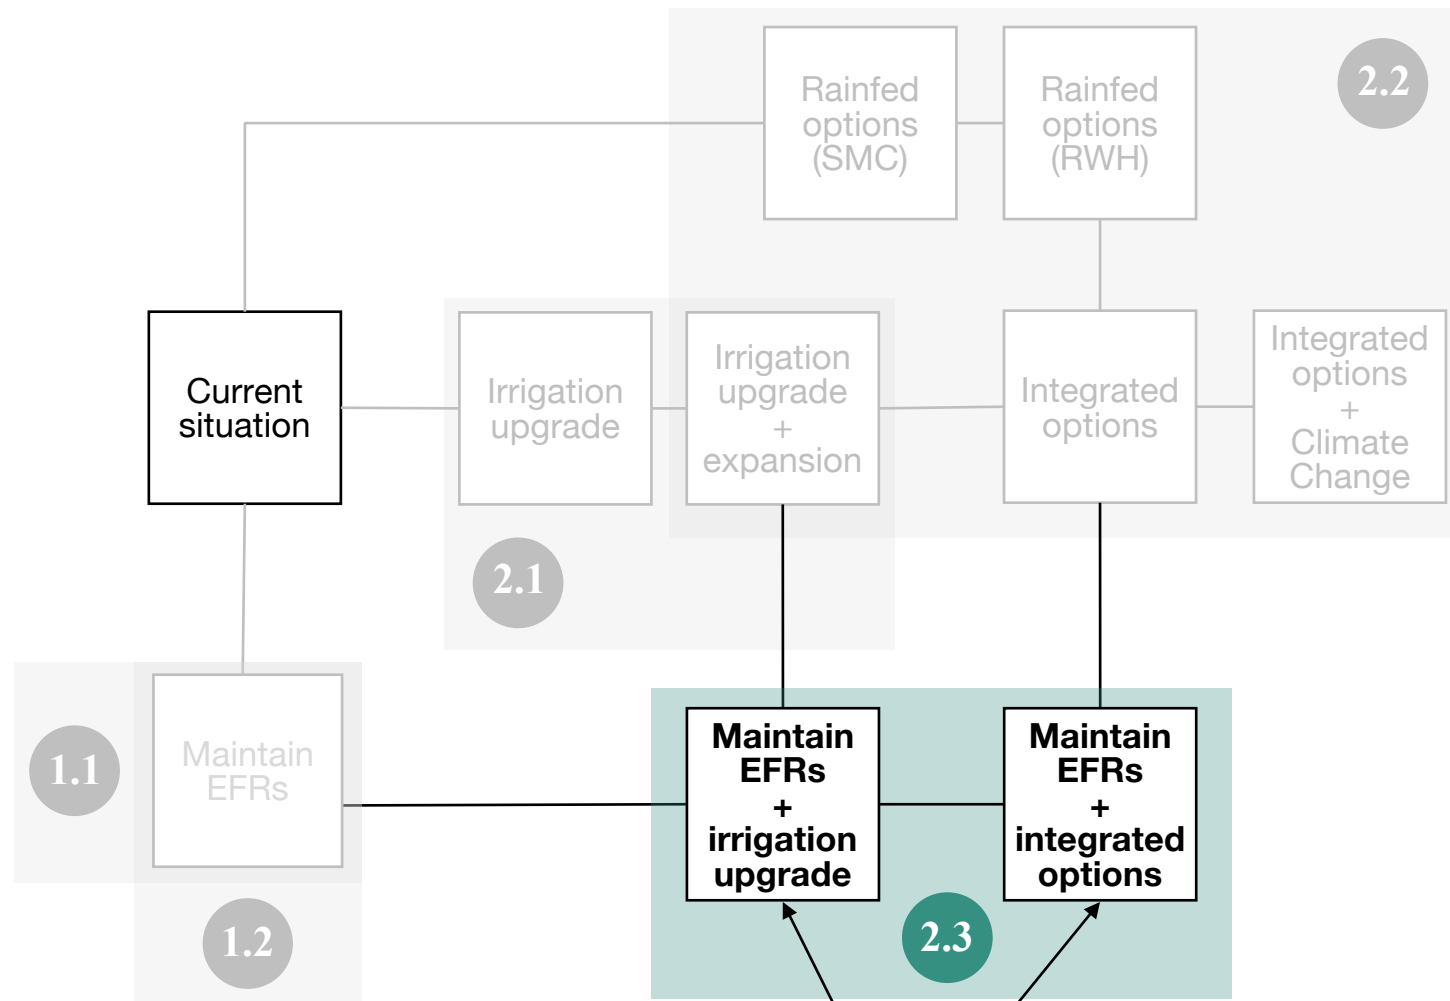 Rainfed
options
(SMC)
Rainfed
options
(RWH)
2.2
Current
situation
Irrigation
upgrade
Irrigation
upgrade
+
expansion
Integrated
options
Integrated
options
+
Climate
Change
2.1
1.1
Maintain
EFRs
Maintain
EFRs
+
irrigation
upgrade
Maintain
EFRs
+
integrated
options
1.2
2.3